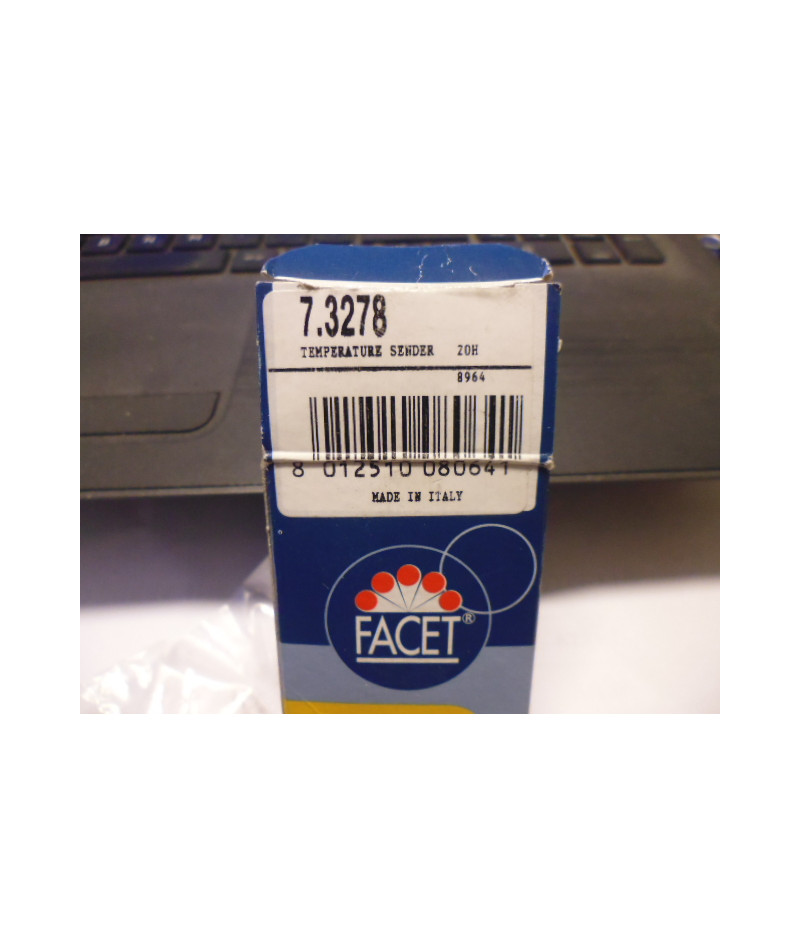 7.3278
TEMPERATURE SENDER 20H
8964
8 012510 080641
MADE IN ITALY
FACET®